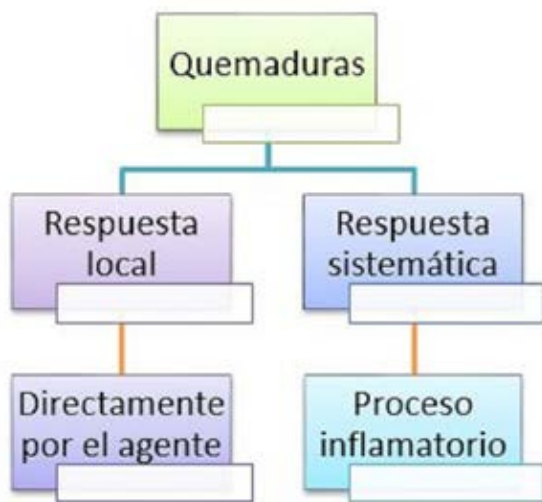 Quemaduras
Respuesta
local
Respuesta
sistemática
Directamente
por el agente
Proceso
inflamatorio